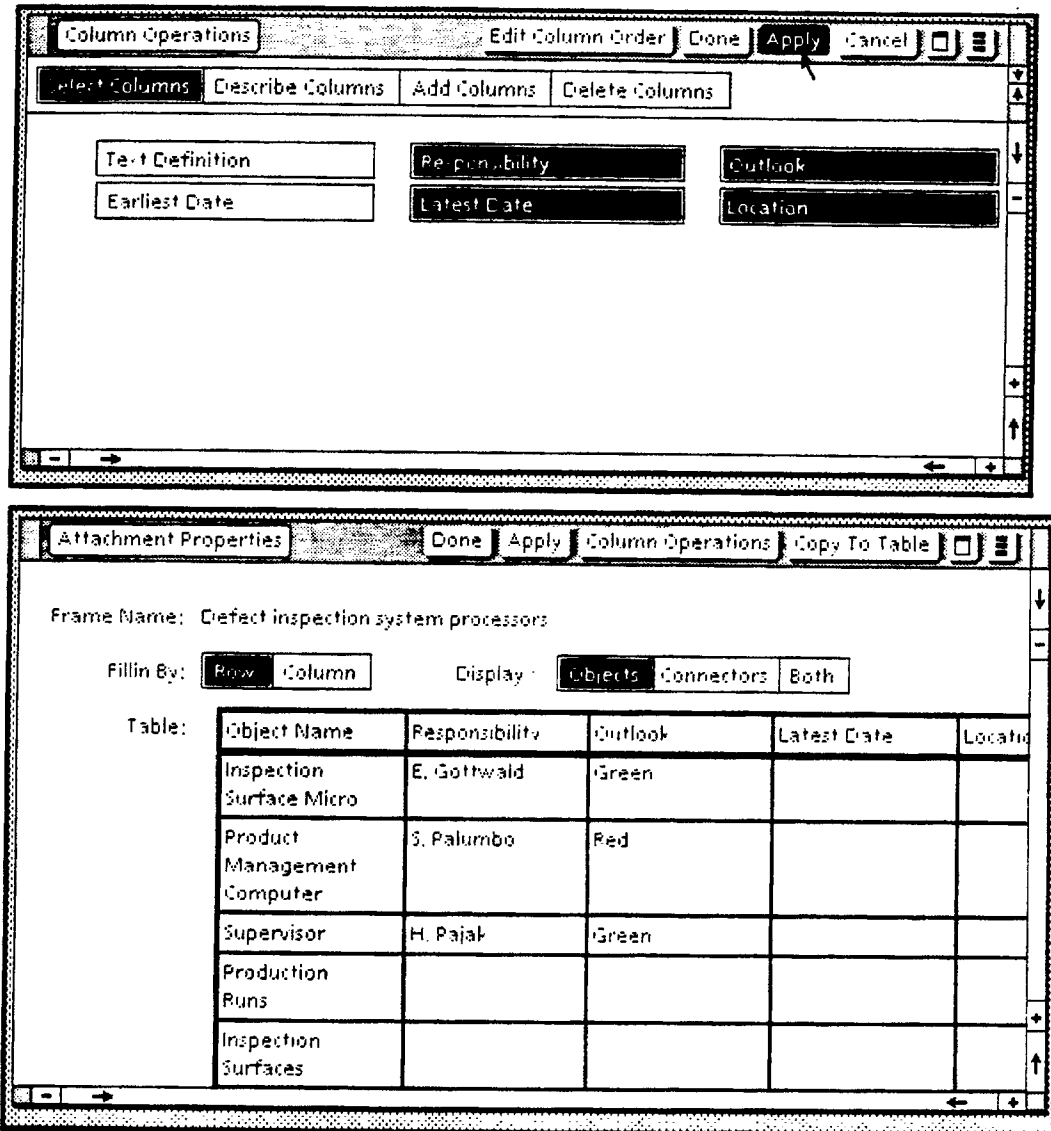 Column Operations Edit Column Order Done Apply Cancel
Select Columns Describe Columns Add Columns Delete Columns
Text Definition Responsibility Outlook
Earliest Date Latest Date Location
Attachment Properties Done Apply Column Operations Copy To Table
Frame Name: Defect inspection system processors
Fillin By: Row Column Display : Objects Connectors Both
Table: Object Name Responsibility Outlook Latest Date Locatio
Inspection E. Gottwald Green
Surface Micro
Product S. Palumbo Red
Management
Computer
Supervisor H. Pajak Green
Production
Runs
Inspection
Surfaces